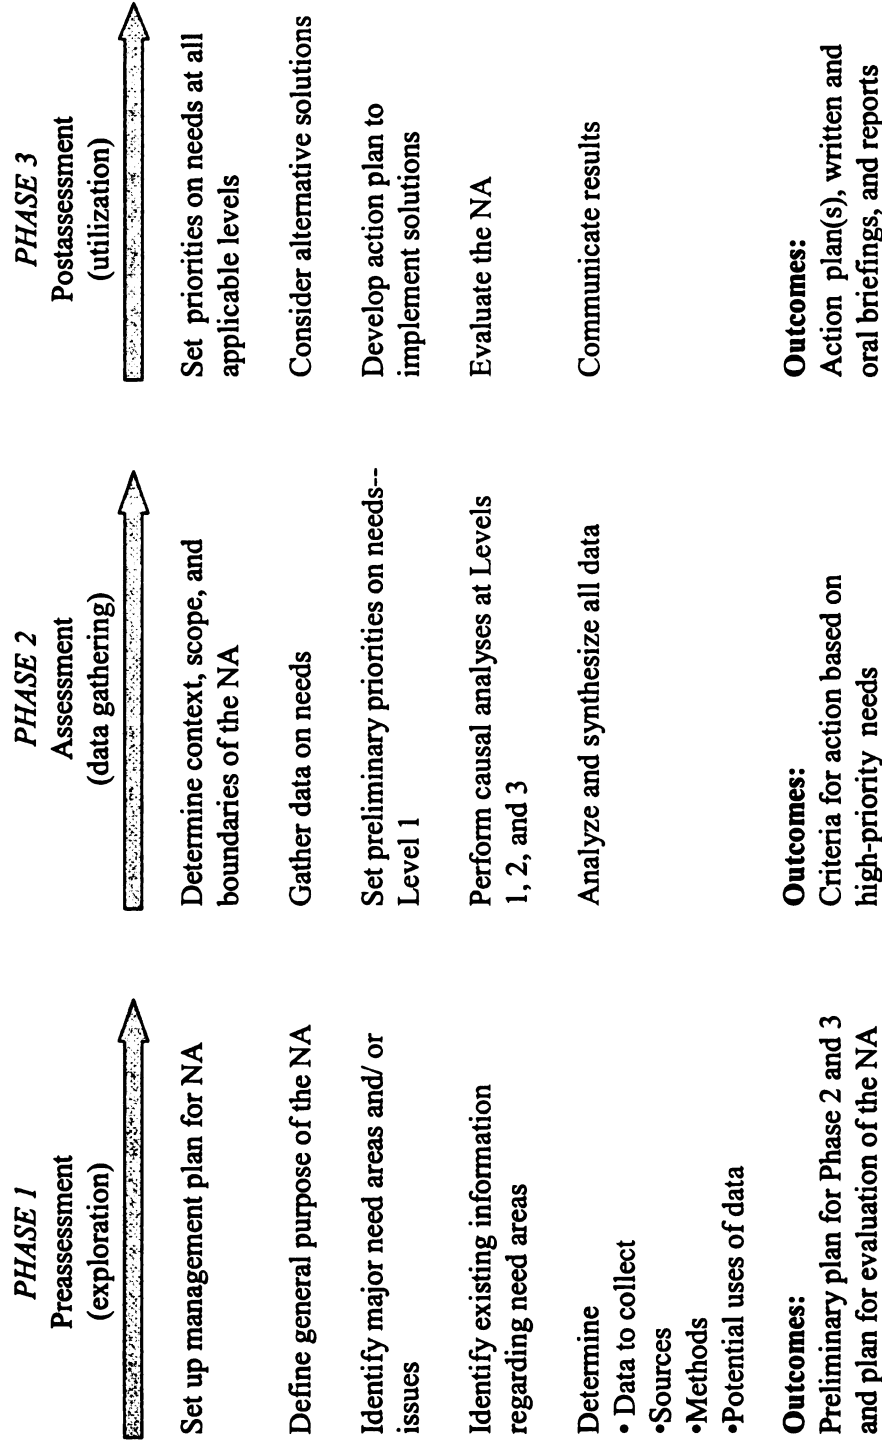 PHASE 1
Preassessment
(exploration)
Set up management plan for NA
Define general purpose of the NA
Identify major need areas and/ or
issues
Identify existing information
regarding need areas
Determine
• Data to collect
•Sources
•Methods
•Potential uses of data
Outcomes:
Preliminary plan for Phase 2 and 3
and plan for evaluation of the NA
PHASE 2
Assessment
(data gathering)
Determine context, scope, and
boundaries of the NA
Gather data on needs
Set preliminary priorities on needs--
Level 1
Perform causal analyses at Levels
1, 2, and 3
Analyze and synthesize all data
Outcomes:
Criteria for action based on
high-priority needs
PHASE 3
Postassessment
(utilization)
Set priorities on needs at all
applicable levels
Consider alternative solutions
Develop action plan to
implement solutions
Evaluate the NA
Communicate results
Outcomes:
Action plan(s), written and
oral briefings, and reports